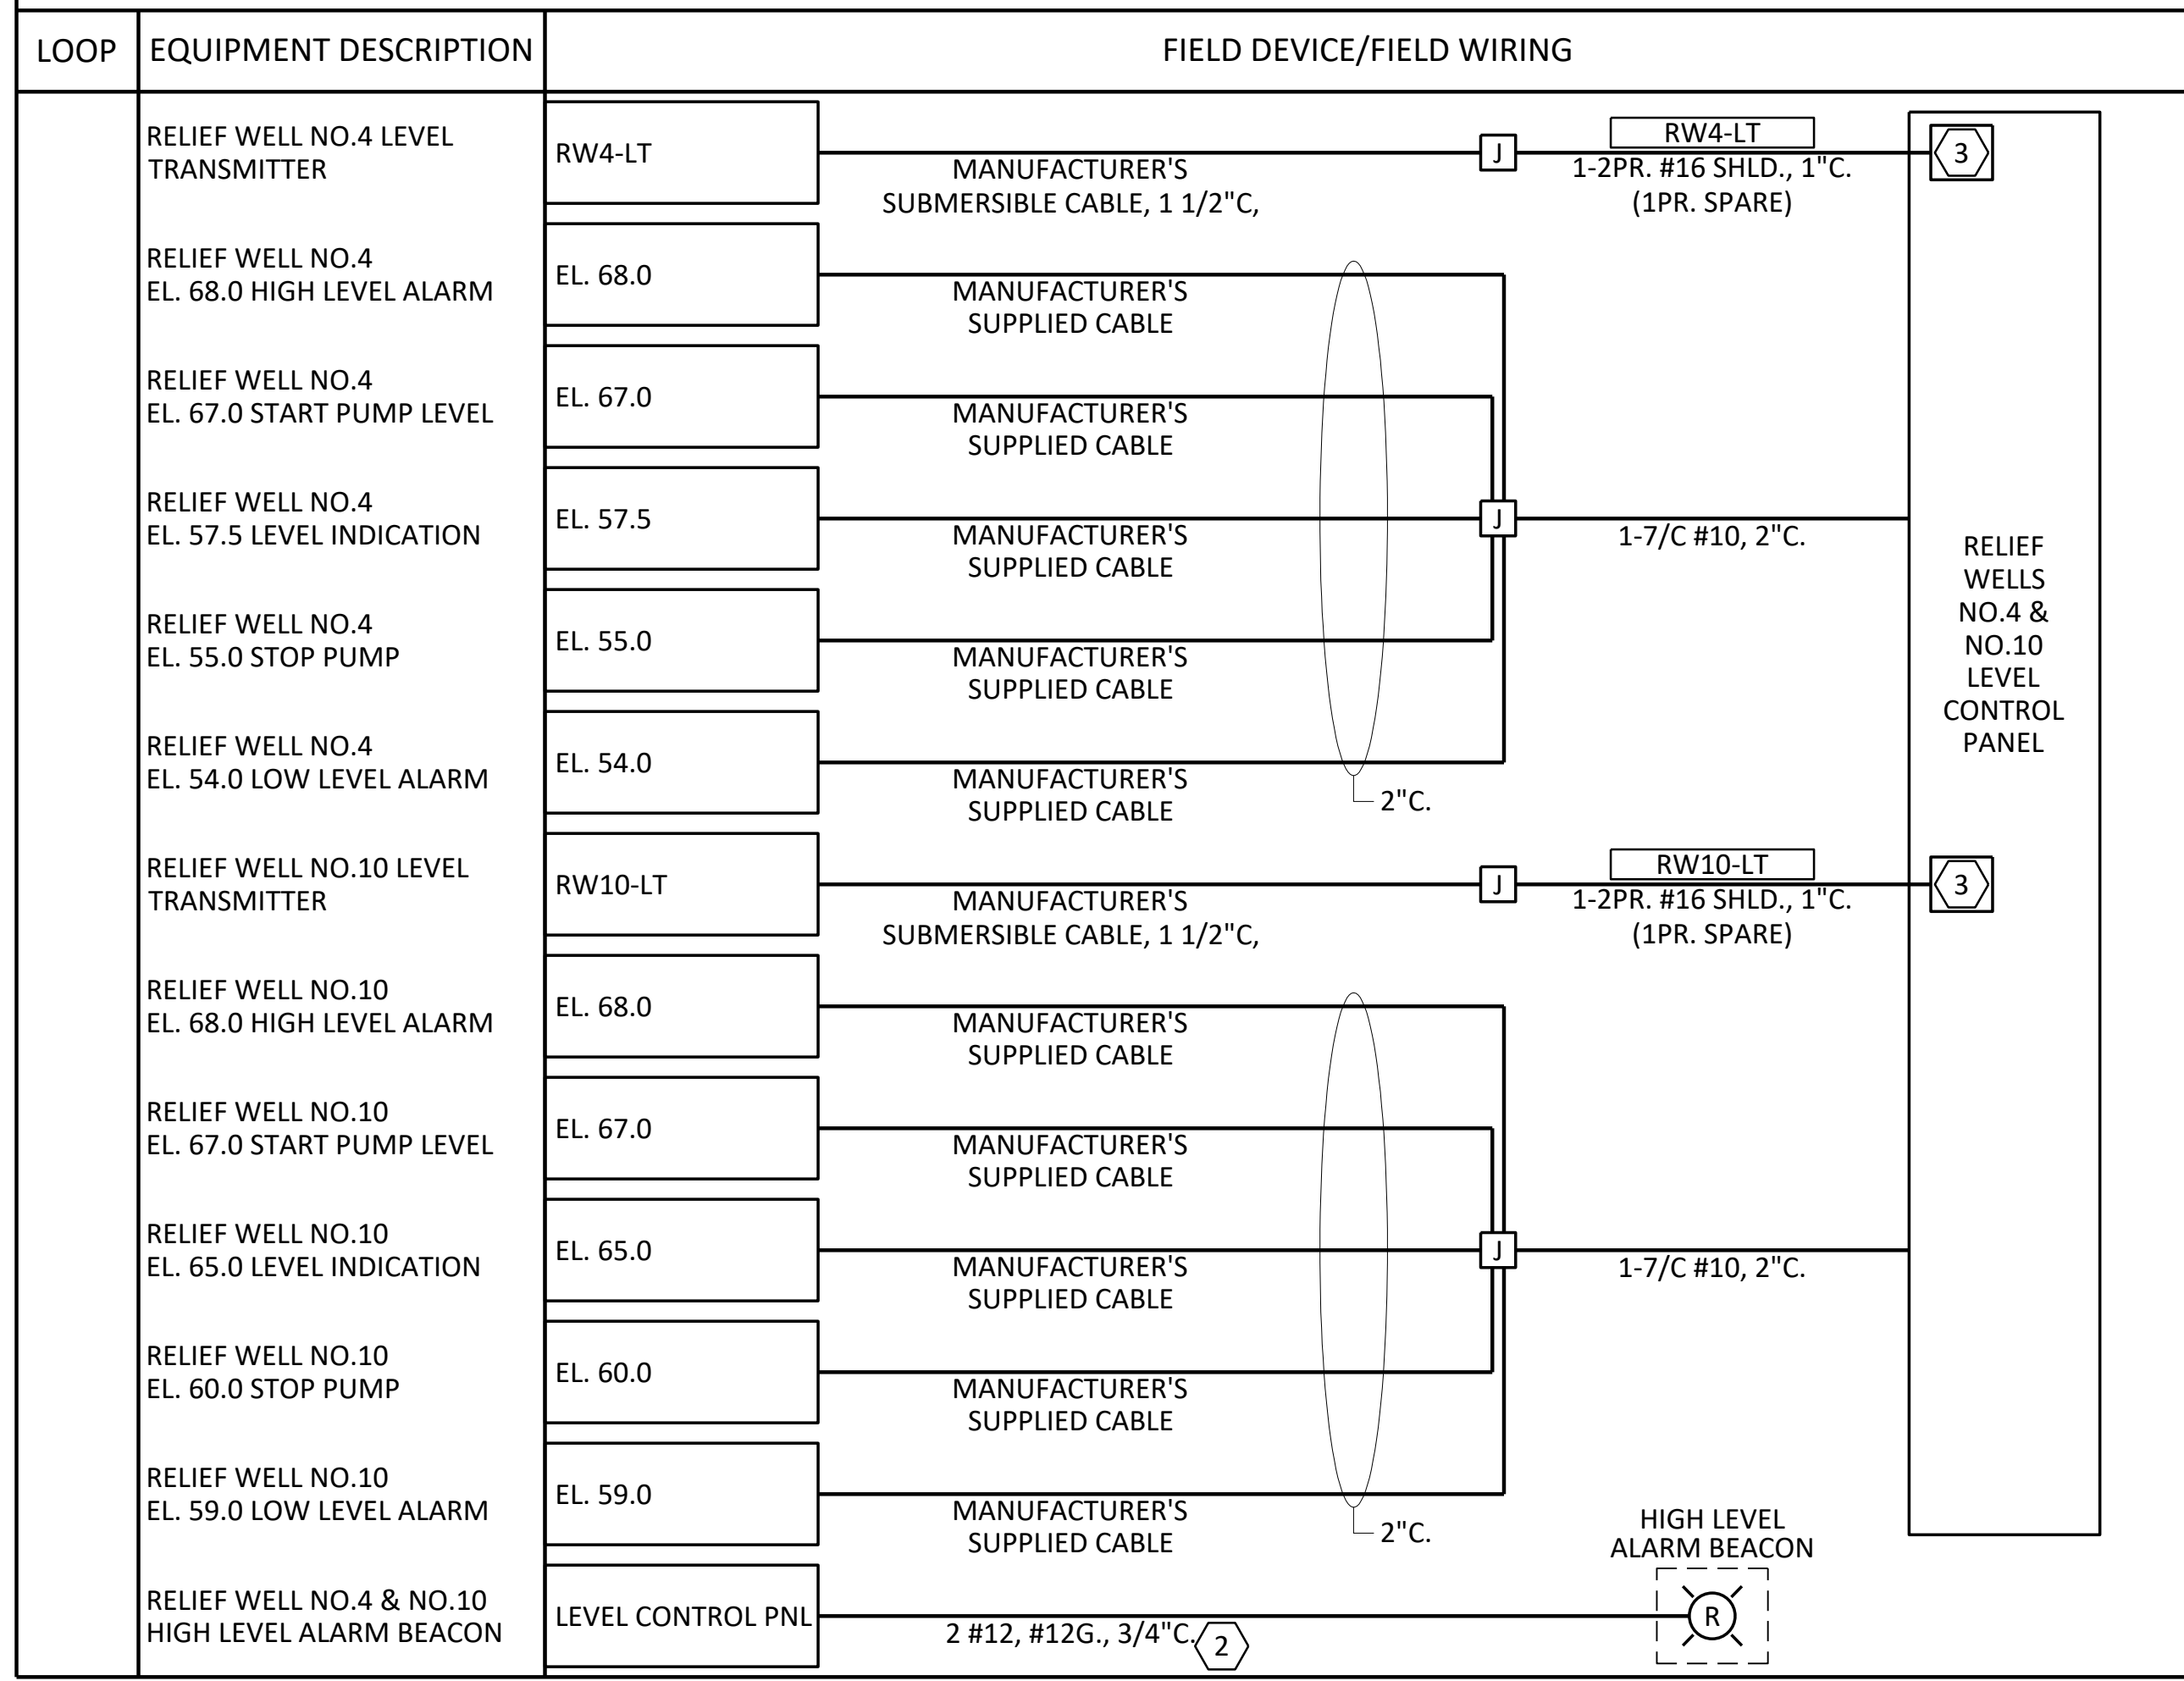 LOOP
EQUIPMENT DESCRIPTION
FIELD DEVICE/FIELD WIRING
RELIEF WELL NO.4 LEVEL
TRANSMITTER
RW4-LT
MANUFACTURER'S
SUBMERSIBLE CABLE, 1 1/2"C,
J
RW4-LT
1-2PR. #16 SHLD., 1"C.
(1PR. SPARE)
3
RELIEF WELL NO.4
EL. 68.0 HIGH LEVEL ALARM
EL. 68.0
MANUFACTURER'S
SUPPLIED CABLE
RELIEF WELL NO.4
EL. 67.0 START PUMP LEVEL
EL. 67.0
MANUFACTURER'S
SUPPLIED CABLE
RELIEF WELL NO.4
EL. 57.5 LEVEL INDICATION
EL. 57.5
MANUFACTURER'S
SUPPLIED CABLE
J
1-7/C #10, 2"C.
RELIEF
WELLS
NO.4 &
NO.10
LEVEL
CONTROL
PANEL
RELIEF WELL NO.4
EL. 55.0 STOP PUMP
EL. 55.0
MANUFACTURER'S
SUPPLIED CABLE
RELIEF WELL NO.4
EL. 54.0 LOW LEVEL ALARM
EL. 54.0
MANUFACTURER'S
SUPPLIED CABLE
2"C.
RELIEF WELL NO.10 LEVEL
TRANSMITTER
RW10-LT
MANUFACTURER'S
SUBMERSIBLE CABLE, 1 1/2"C,
J
RW10-LT
1-2PR. #16 SHLD., 1"C.
(1PR. SPARE)
3
RELIEF WELL NO.10
EL. 68.0 HIGH LEVEL ALARM
EL. 68.0
MANUFACTURER'S
SUPPLIED CABLE
RELIEF WELL NO.10
EL. 67.0 START PUMP LEVEL
EL. 67.0
MANUFACTURER'S
SUPPLIED CABLE
RELIEF WELL NO.10
EL. 65.0 LEVEL INDICATION
EL. 65.0
MANUFACTURER'S
SUPPLIED CABLE
J
1-7/C #10, 2"C.
RELIEF WELL NO.10
EL. 60.0 STOP PUMP
EL. 60.0
MANUFACTURER'S
SUPPLIED CABLE
RELIEF WELL NO.10
EL. 59.0 LOW LEVEL ALARM
EL. 59.0
MANUFACTURER'S
SUPPLIED CABLE
2"C.
HIGH LEVEL
ALARM BEACON
RELIEF WELL NO.4 & NO.10
HIGH LEVEL ALARM BEACON
LEVEL CONTROL PNL
2 #12, #12G., 3/4"C.
2
R